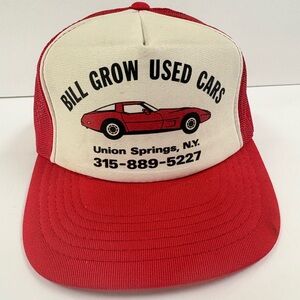 BILL GROW USED CARS
Union Springs, N.Y.
315-889-5227